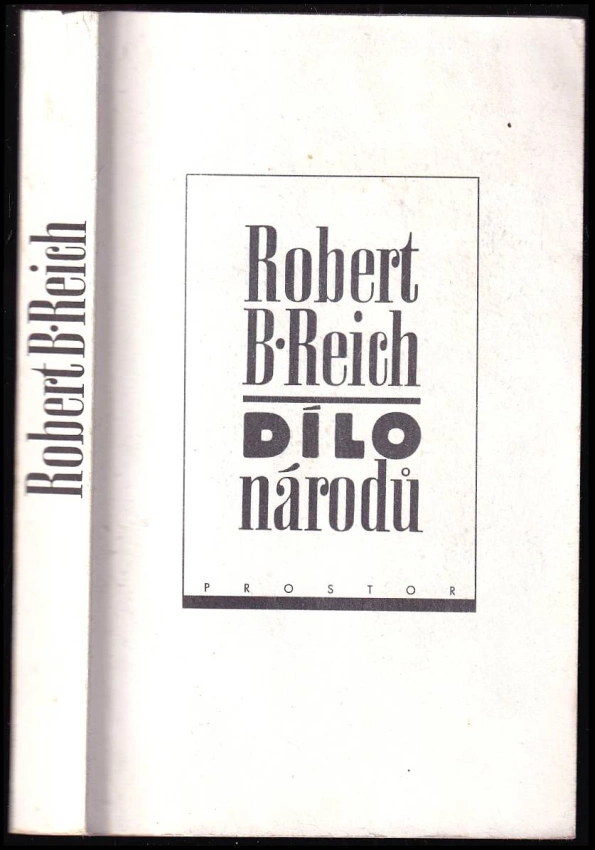 Robert B·Reich
Robert
B·Reich
DÍLO
národů
PROSTOR